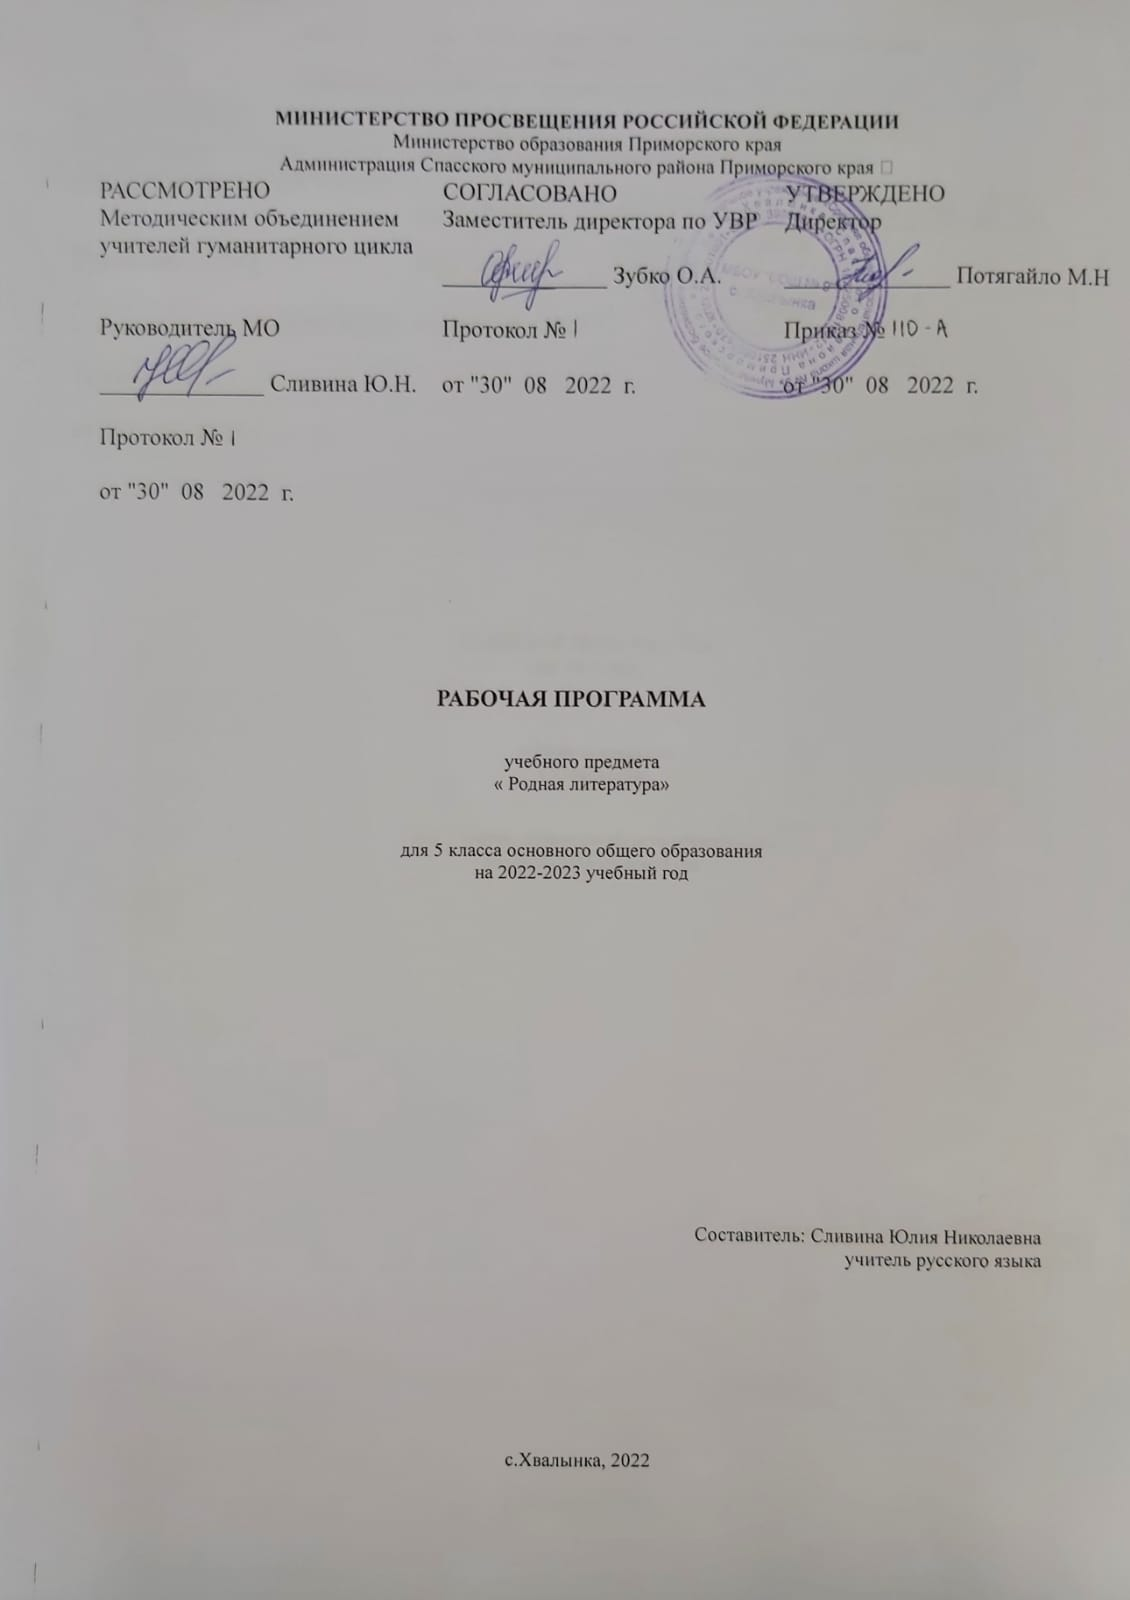 МИНИСТЕРСТВО ПРОСВЕЩЕНИЯ РОССИЙСКОЙ ФЕДЕРАЦИИ
Министерство образования Приморского края
Администрация Спасского муниципального района Приморского края
РАССМОТРЕНО
Методическим объединением
учителей гуманитарного цикла
Руководитель МО
Сливина Ю.Н.
Протокол № 1
от "30" 08 2022 г.
СОГЛАСОВАНО
Заместитель директора по УВР
Зубко О.А.
Протокол № 1
от "30" 08 2022 г.
УТВЕРЖДЕНО
Директор
Потягайло М.Н
Приказ № 110-А
от "30" 08 2022 г.
РАБОЧАЯ ПРОГРАММА
учебного предмета
« Родная литература»
для 5 класса основного общего образования
на 2022-2023 учебный год
Составитель: Сливина Юлия Николаевна
учитель русского языка
с.Хвалынка, 2022